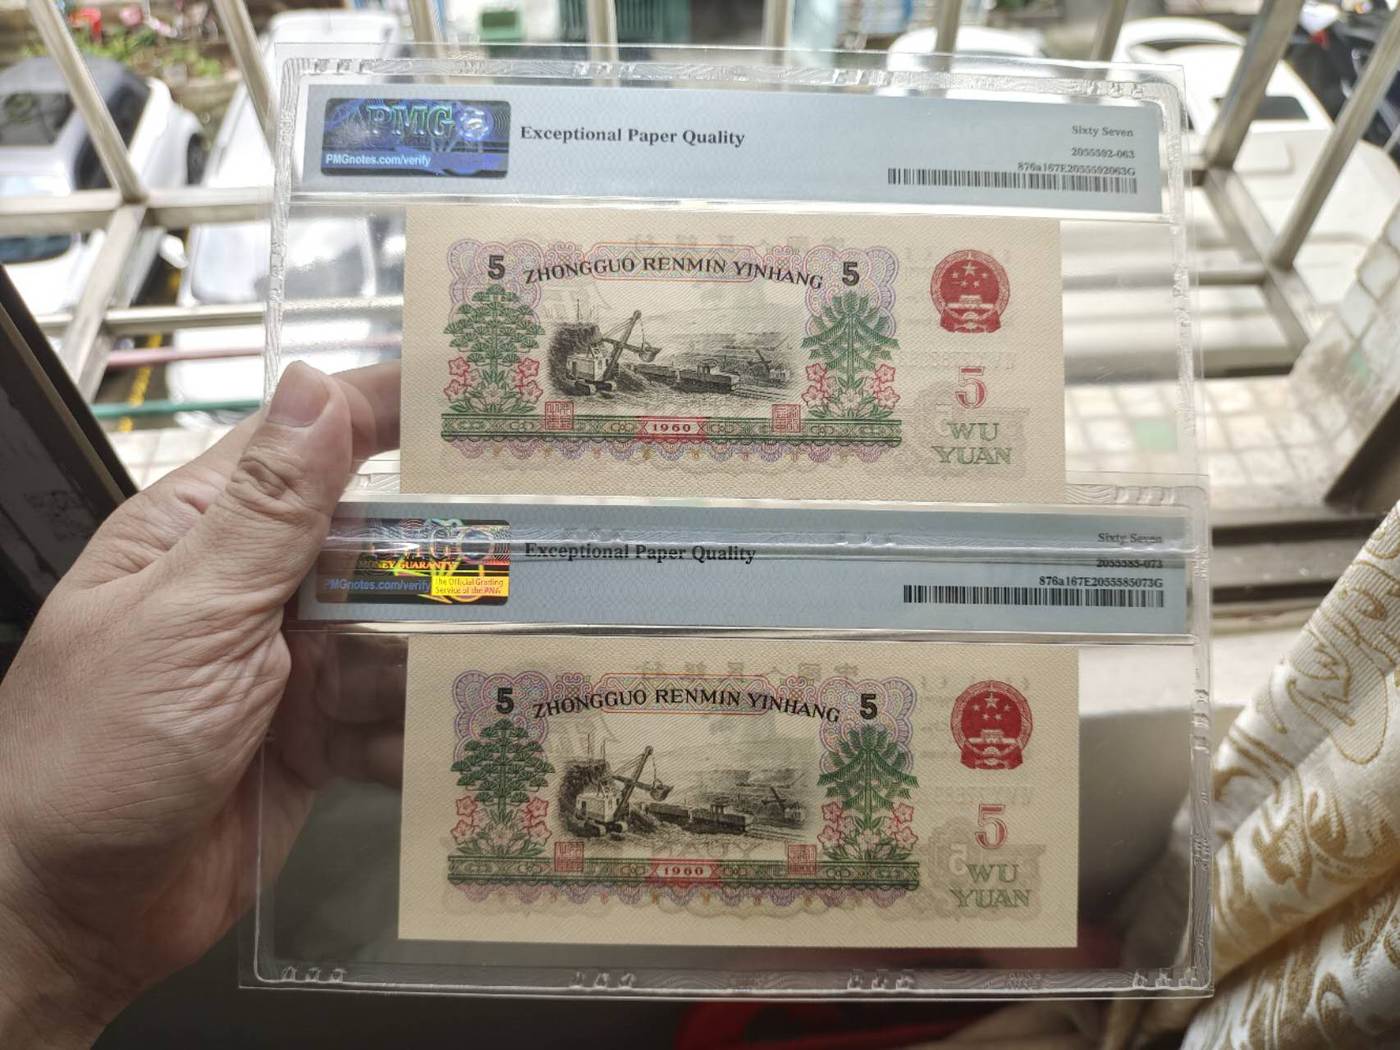 PMG
PMGnotes.com/verify
Exceptional Paper Quality
Sixty Seven
2055592-063
876a167E2055592063G
5
ZHONGGUO RENMIN YINHANG
5
5
1960
WU
YUAN
MONEY GUARANTY
PMGnotes.com/verify
The Official Grading
Service of the PNG
Exceptional Paper Quality
Sixty Seven
2055585-073
876a167E2055585073G
5
ZHONGGUO RENMIN YINHANG
5
5
1960
WU
YUAN